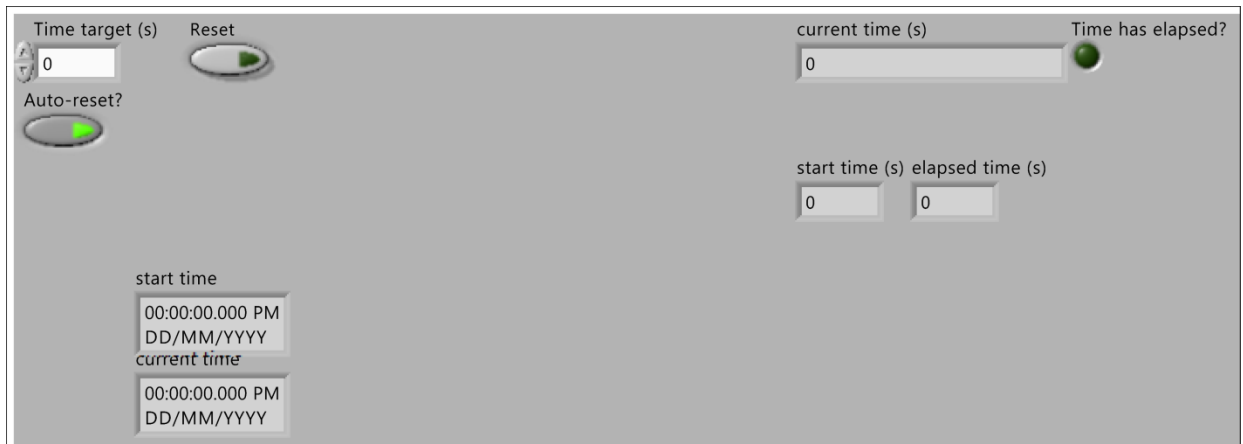 Time target (s)
Reset
current time (s)
Time has elapsed?
0
0
Auto-reset?
start time (s)
elapsed time (s)
0
0
start time
00:00:00.000 PM
DD/MM/YYYY
current time
00:00:00.000 PM
DD/MM/YYYY